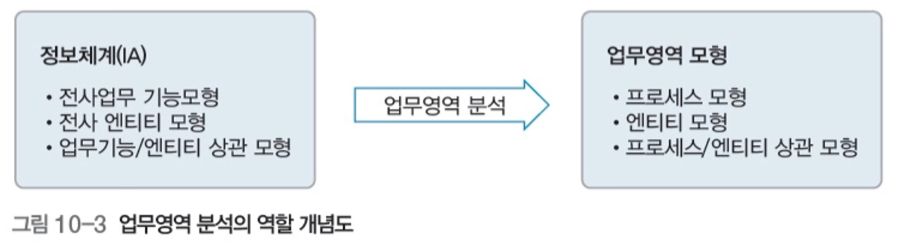 정보체계(IA)
• 전사업무 기능모형
• 전사 엔티티 모형
• 업무기능/엔티티 상관 모형
업무영역 분석
업무영역 모형
• 프로세스 모형
• 엔티티 모형
• 프로세스/엔티티 상관 모형
그림 10-3 업무영역 분석의 역할 개념도